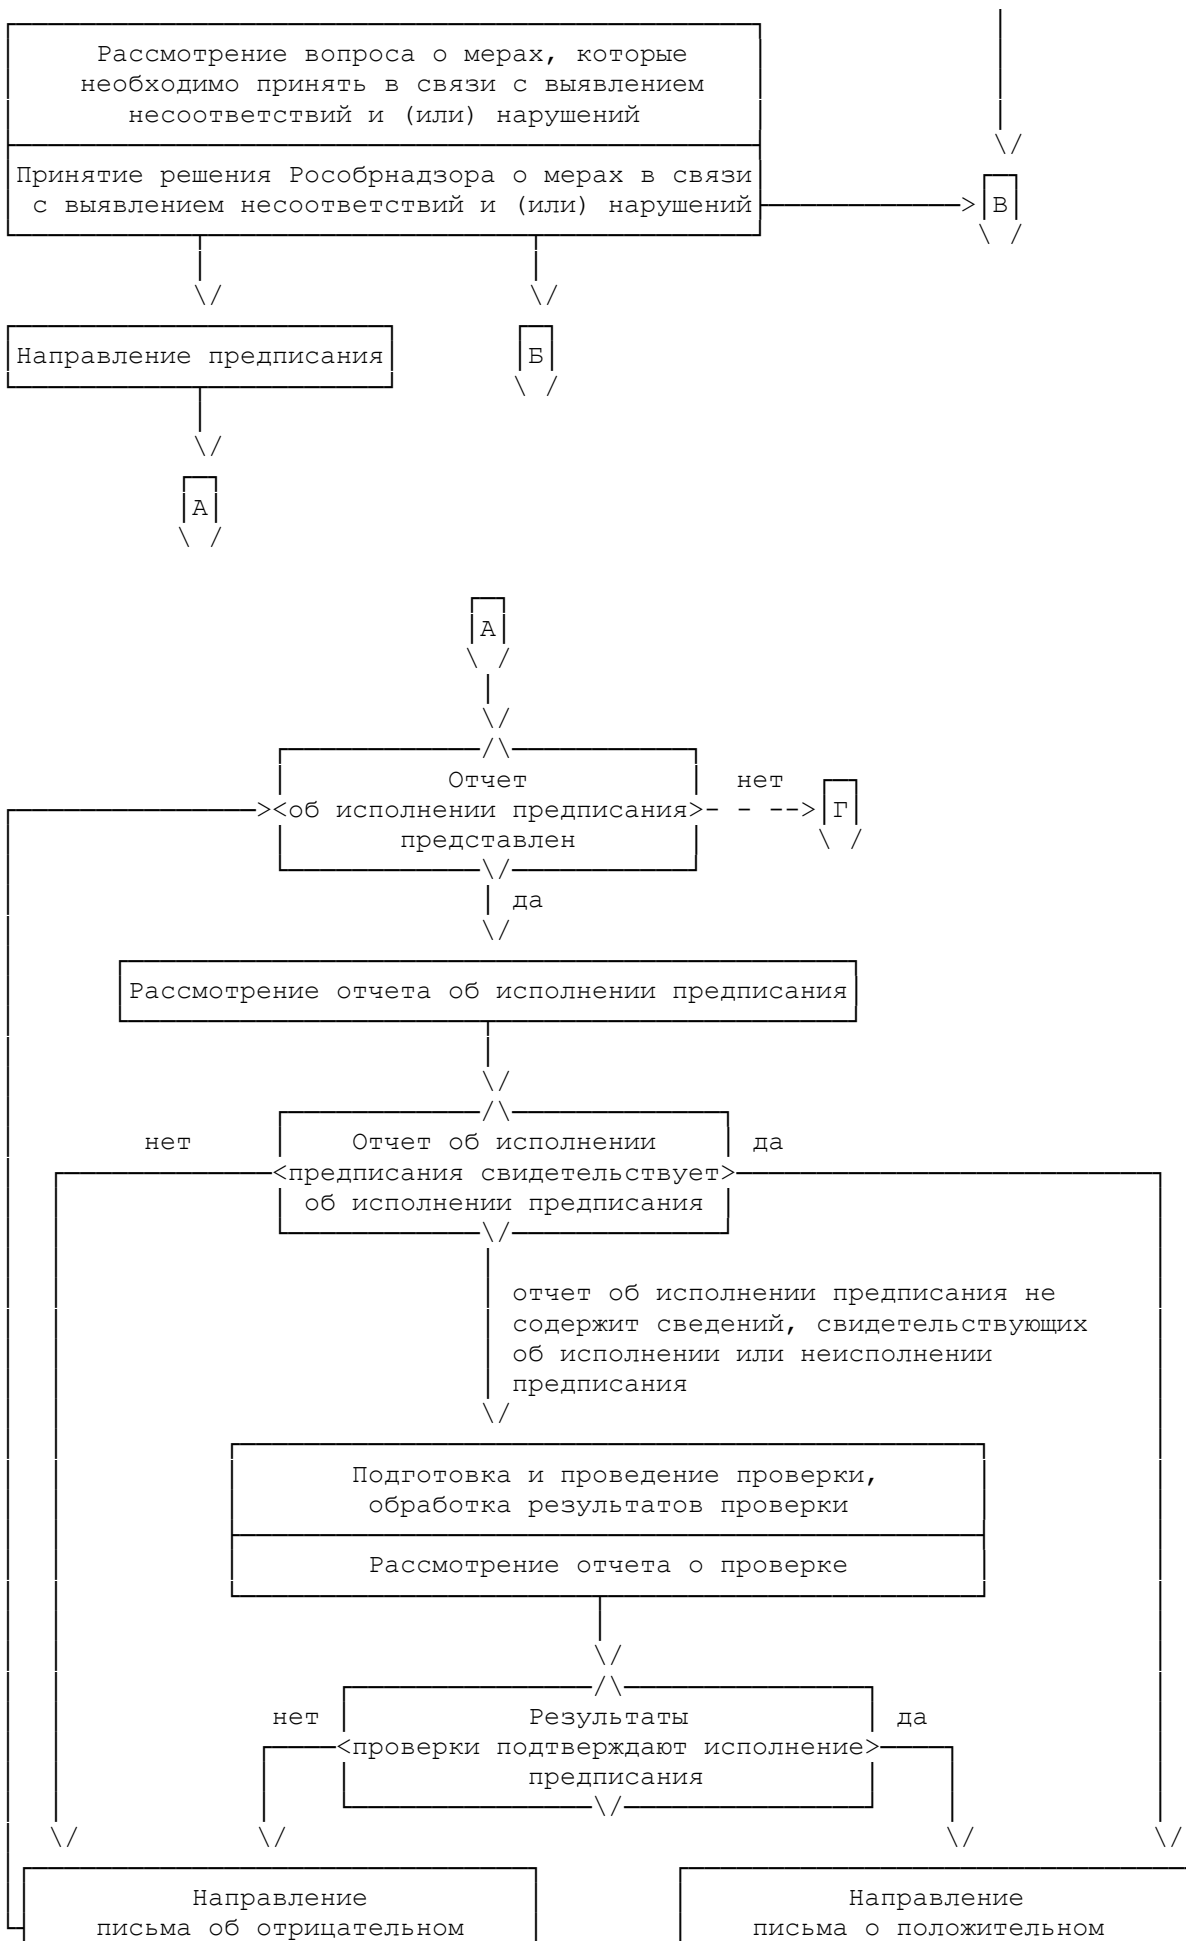 Рассмотрение вопроса о мерах, которые
необходимо принять в связи с выявлением
несоответствий и (или) нарушений
Принятие решения Рособрнадзора о мерах в связи
с выявлением несоответствий и (или) нарушений
В
Направление предписания
Б
А
А
Отчет
нет
об исполнении предписания
Г
представлен
да
Рассмотрение отчета об исполнении предписания
нет
Отчет об исполнении
да
предписания свидетельствует
об исполнении предписания
отчет об исполнении предписания не
содержит сведений, свидетельствующих
об исполнении или неисполнении
предписания
Подготовка и проведение проверки,
обработка результатов проверки
Рассмотрение отчета о проверке
нет
Результаты
да
проверки подтверждают исполнение
предписания
Направление
письма об отрицательном
Направление
письма о положительном